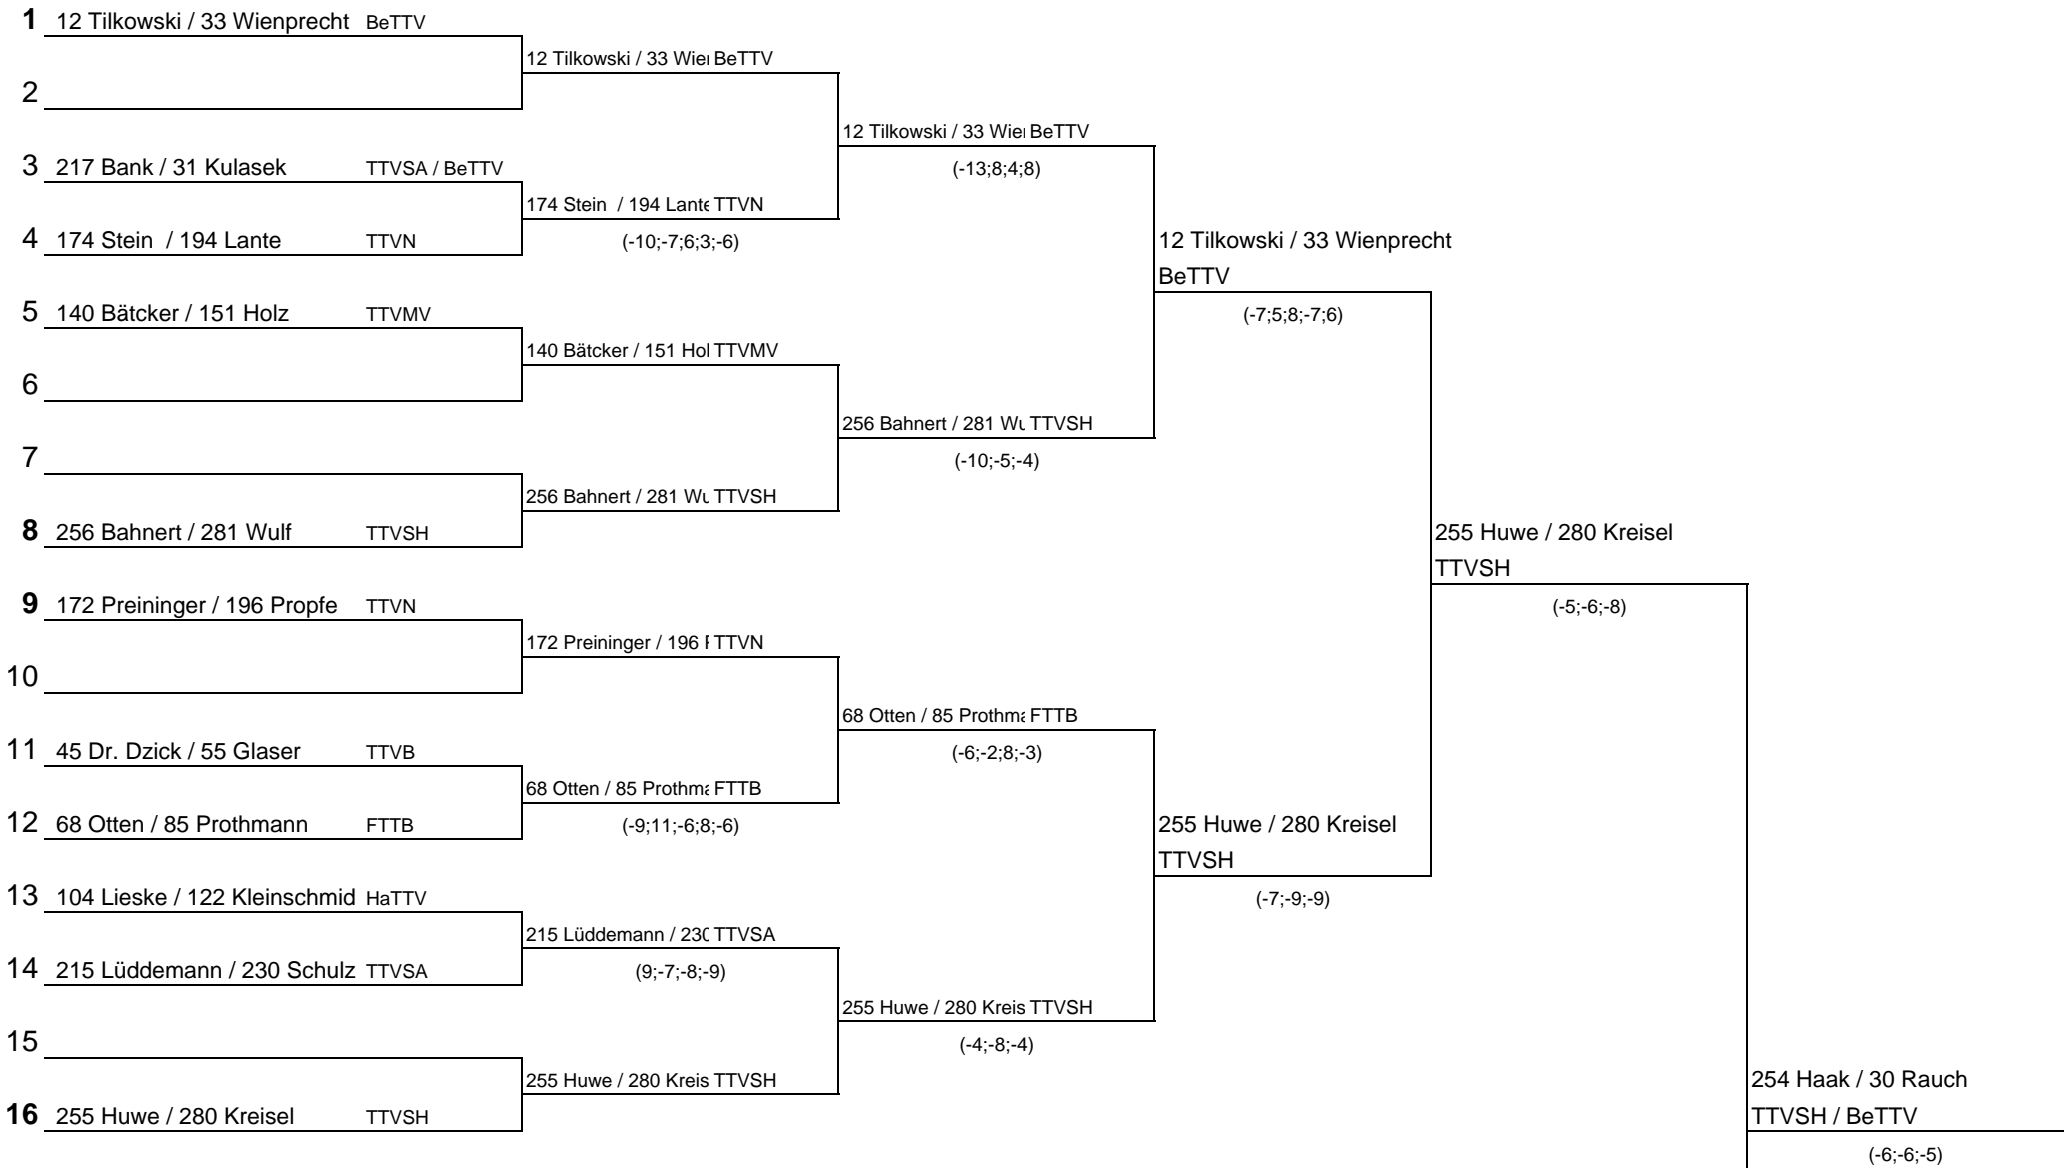 1 12 Tilkowski / 33 Wienprecht BeTTV
12 Tilkowski / 33 Wie BeTTV
2
12 Tilkowski / 33 Wie BeTTV
3 217 Bank / 31 Kulasek TTVSA / BeTTV
(-13;8;4;8)
174 Stein / 194 Lante TTVN
4 174 Stein / 194 Lante TTVN
(-10;-7;6;3;-6)
12 Tilkowski / 33 Wienprecht
BeTTV
5 140 Bätcker / 151 Holz TTVMV
(-7;5;8;-7;6)
140 Bätcker / 151 Hol TTVMV
6
256 Bahnert / 281 Wu TTVSH
7
(-10;-5;-4)
256 Bahnert / 281 Wu TTVSH
8 256 Bahnert / 281 Wulf TTVSH
255 Huwe / 280 Kreisel
TTVSH
9 172 Preininger / 196 Propfe TTVN
(-5;-6;-8)
172 Preininger / 196 TTVN
10
68 Otten / 85 Prothma FTTB
11 45 Dr. Dzick / 55 Glaser TTVB
(-6;-2;8;-3)
68 Otten / 85 Prothma FTTB
12 68 Otten / 85 Prothmann FTTB
(-9;11;-6;8;-6)
255 Huwe / 280 Kreisel
TTVSH
13 104 Lieske / 122 Kleinschmid HaTTV
(-7;-9;-9)
215 Lüddemann / 230 TTVSA
14 215 Lüddemann / 230 Schulz TTVSA
(9;-7;-8;-9)
255 Huwe / 280 Kreis TTVSH
15
(-4;-8;-4)
255 Huwe / 280 Kreis TTVSH
254 Haak / 30 Rauch
16 255 Huwe / 280 Kreisel TTVSH
TTVSH / BeTTV
(-6;-6;-5)